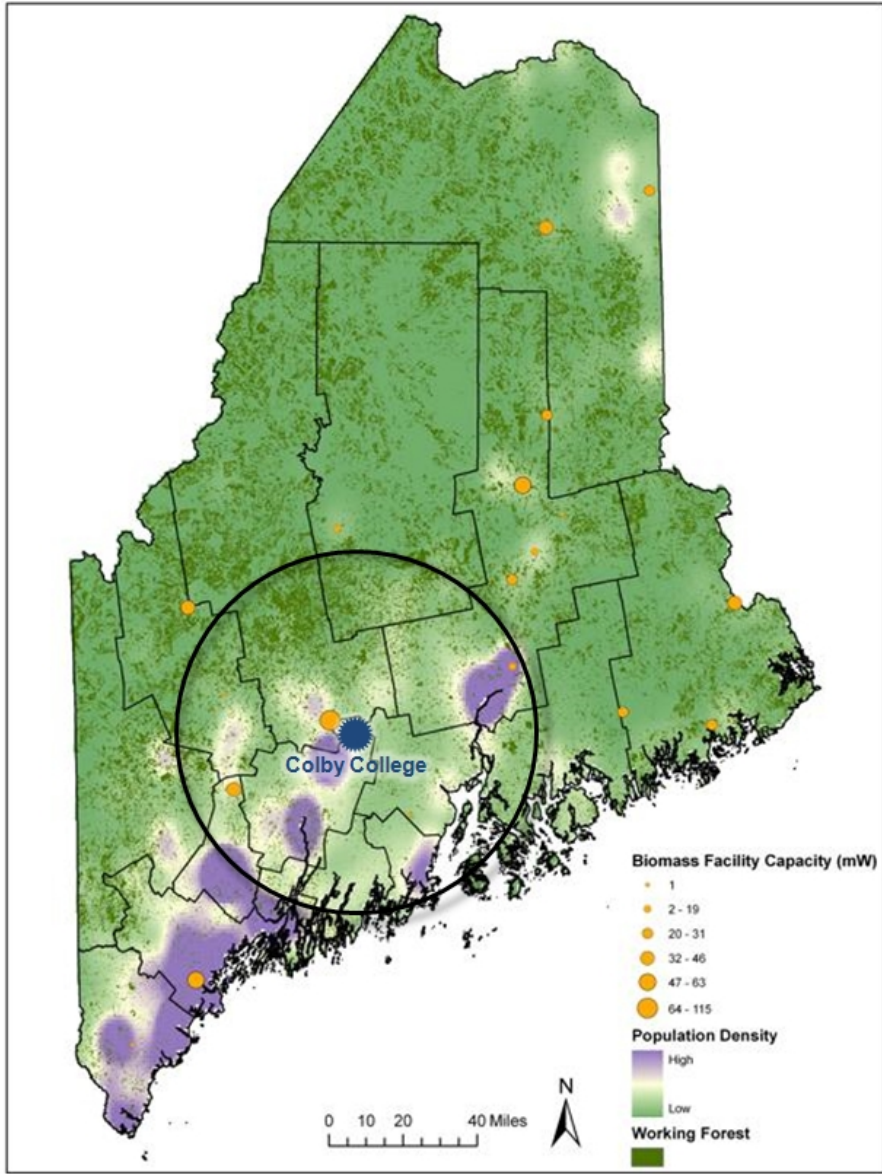 Colby College
Biomass Facility Capacity (mW)
1
2 - 19
20 - 31
32 - 46
47 - 63
64 - 115
Population Density
High
Low
Working Forest
N
0 10 20 40 Miles